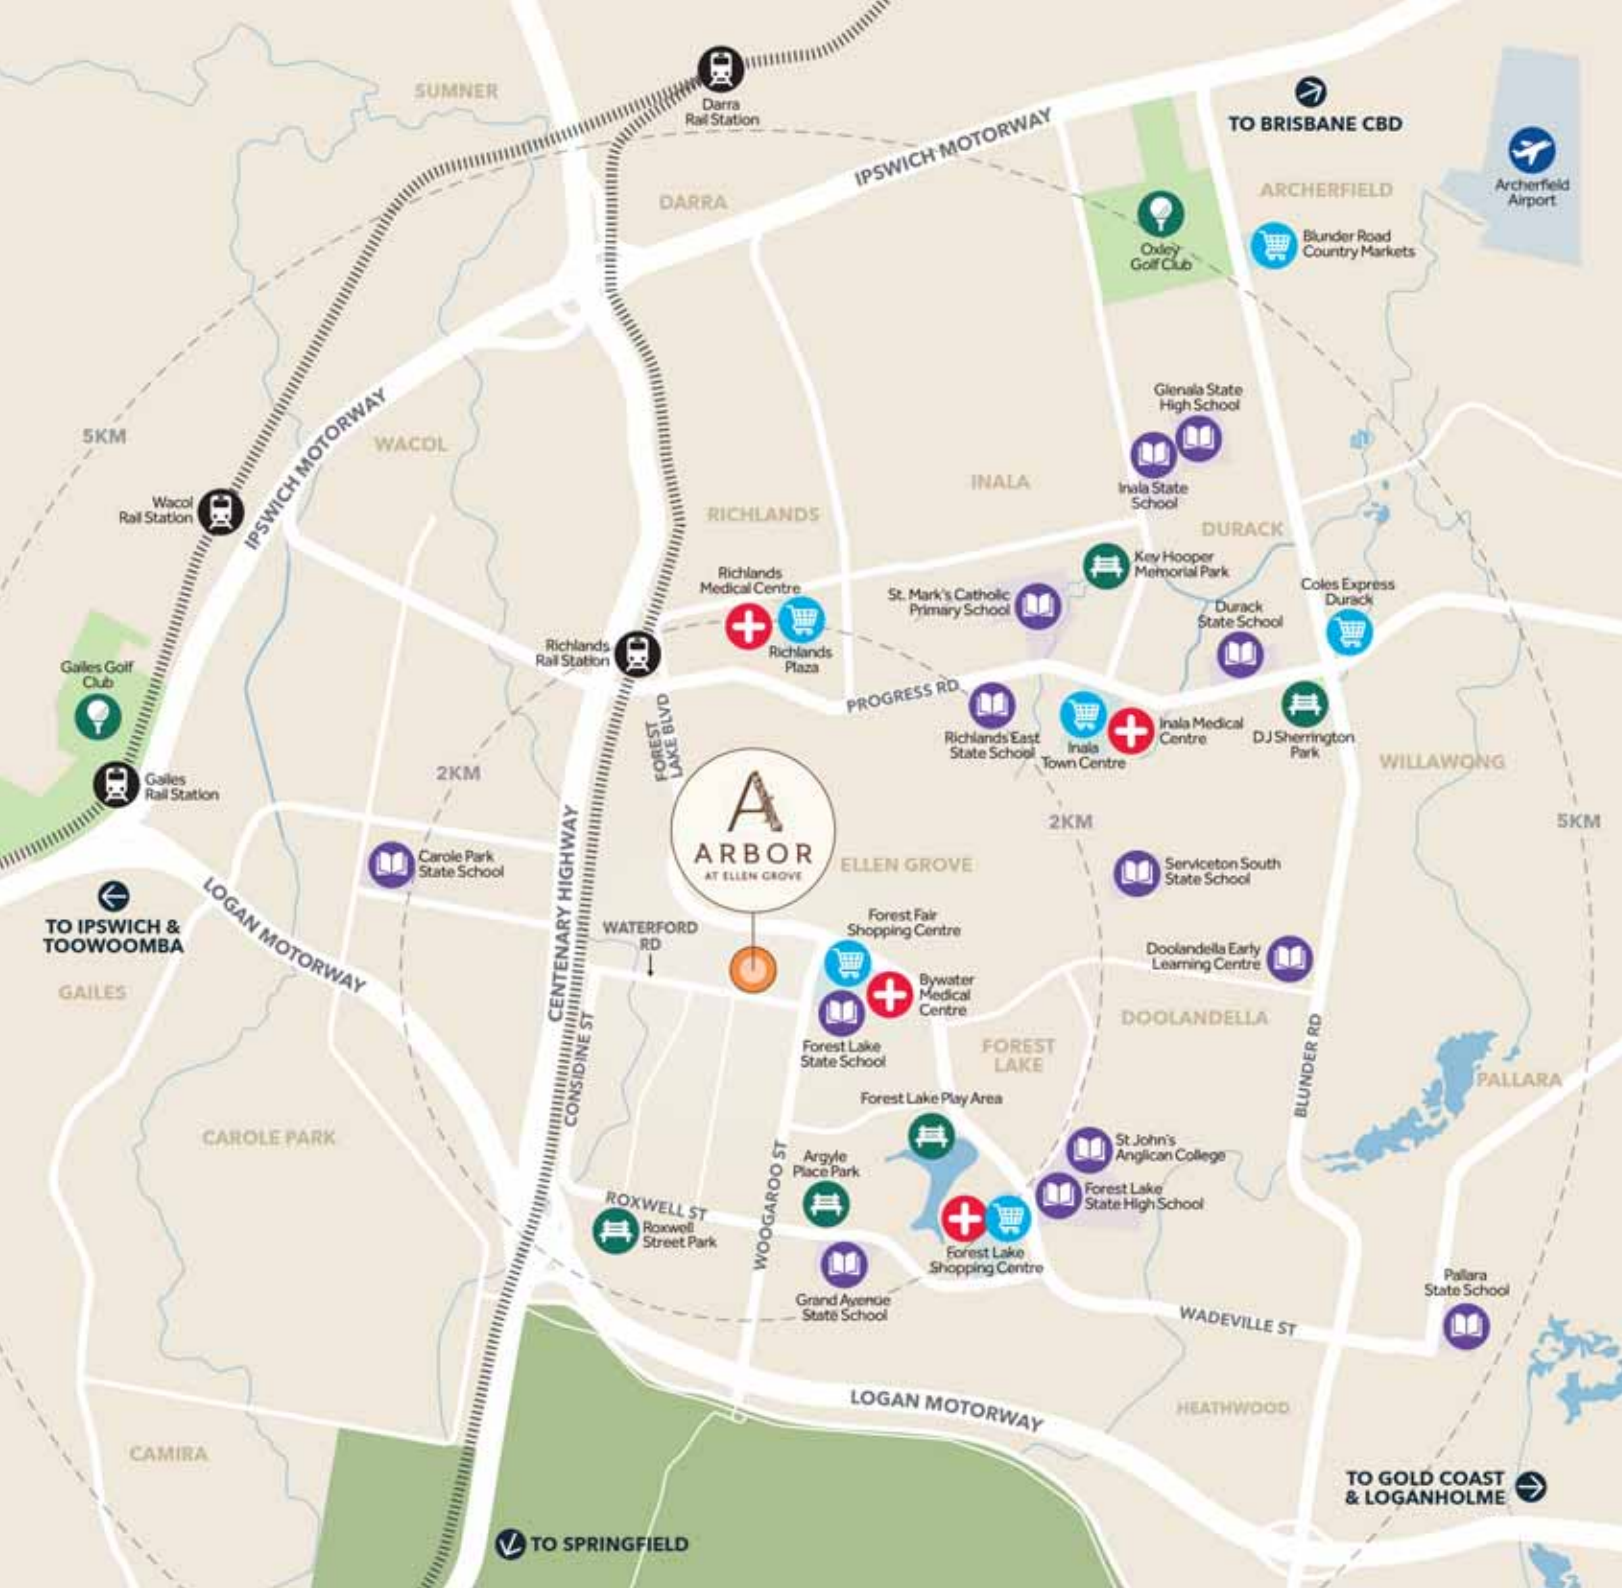 SUMNER
Darra
Rail Station
TO BRISBANE CBD
IPSWICH MOTORWAY
Archerfield
Airport
DARRA
ARCHERFIELD
Oxley
Golf Club
Blunder Road
Country Markets
5KM
IPSWICH MOTORWAY
WACOL
Glenala State
High School
INALA
Inala State
School
Wacol
Rail Station
RICHLANDS
DURACK
Richlands
Medical Centre
Kev Hooper
Memorial Park
St. Mark's Catholic
Primary School
Coles Express
Durack
Durack
State School
Richlands
Rail Station
Richlands
Plaza
Gailes Golf
Club
PROGRESS RD
FOREST
LAKE BLVD
Richlands East
State School
Inala
Town Centre
Inala Medical
Centre
DJ Sherrington
Park
WILLAWONG
Gailes
Rail Station
2KM
A
ARBOR
AT ELLEN GROVE
2KM
5KM
CENTENARY HIGHWAY
Carole Park
State School
ELLEN GROVE
Serviceton South
State School
TO IPSWICH &
TOOWOOMBA
LOGAN MOTORWAY
WATERFORD
RD
Forest Fair
Shopping Centre
Doolandella Early
Learning Centre
GAILES
Bywater
Medical
Centre
DOOLANDELLA
CONSIDINE ST
Forest Lake
State School
FOREST
LAKE
BLUNDER RD
PALLARA
Forest Lake Play Area
CAROLE PARK
St John's
Anglican College
Argyle
Place Park
WOOGAROO ST
Forest Lake
State High School
ROXWELL ST
Roxwell
Street Park
Forest Lake
Shopping Centre
Grand Avenue
State School
Pallara
State School
WADEVILLE ST
LOGAN MOTORWAY
HEATHWOOD
CAMIRA
TO GOLD COAST
& LOGANHOLME
TO SPRINGFIELD